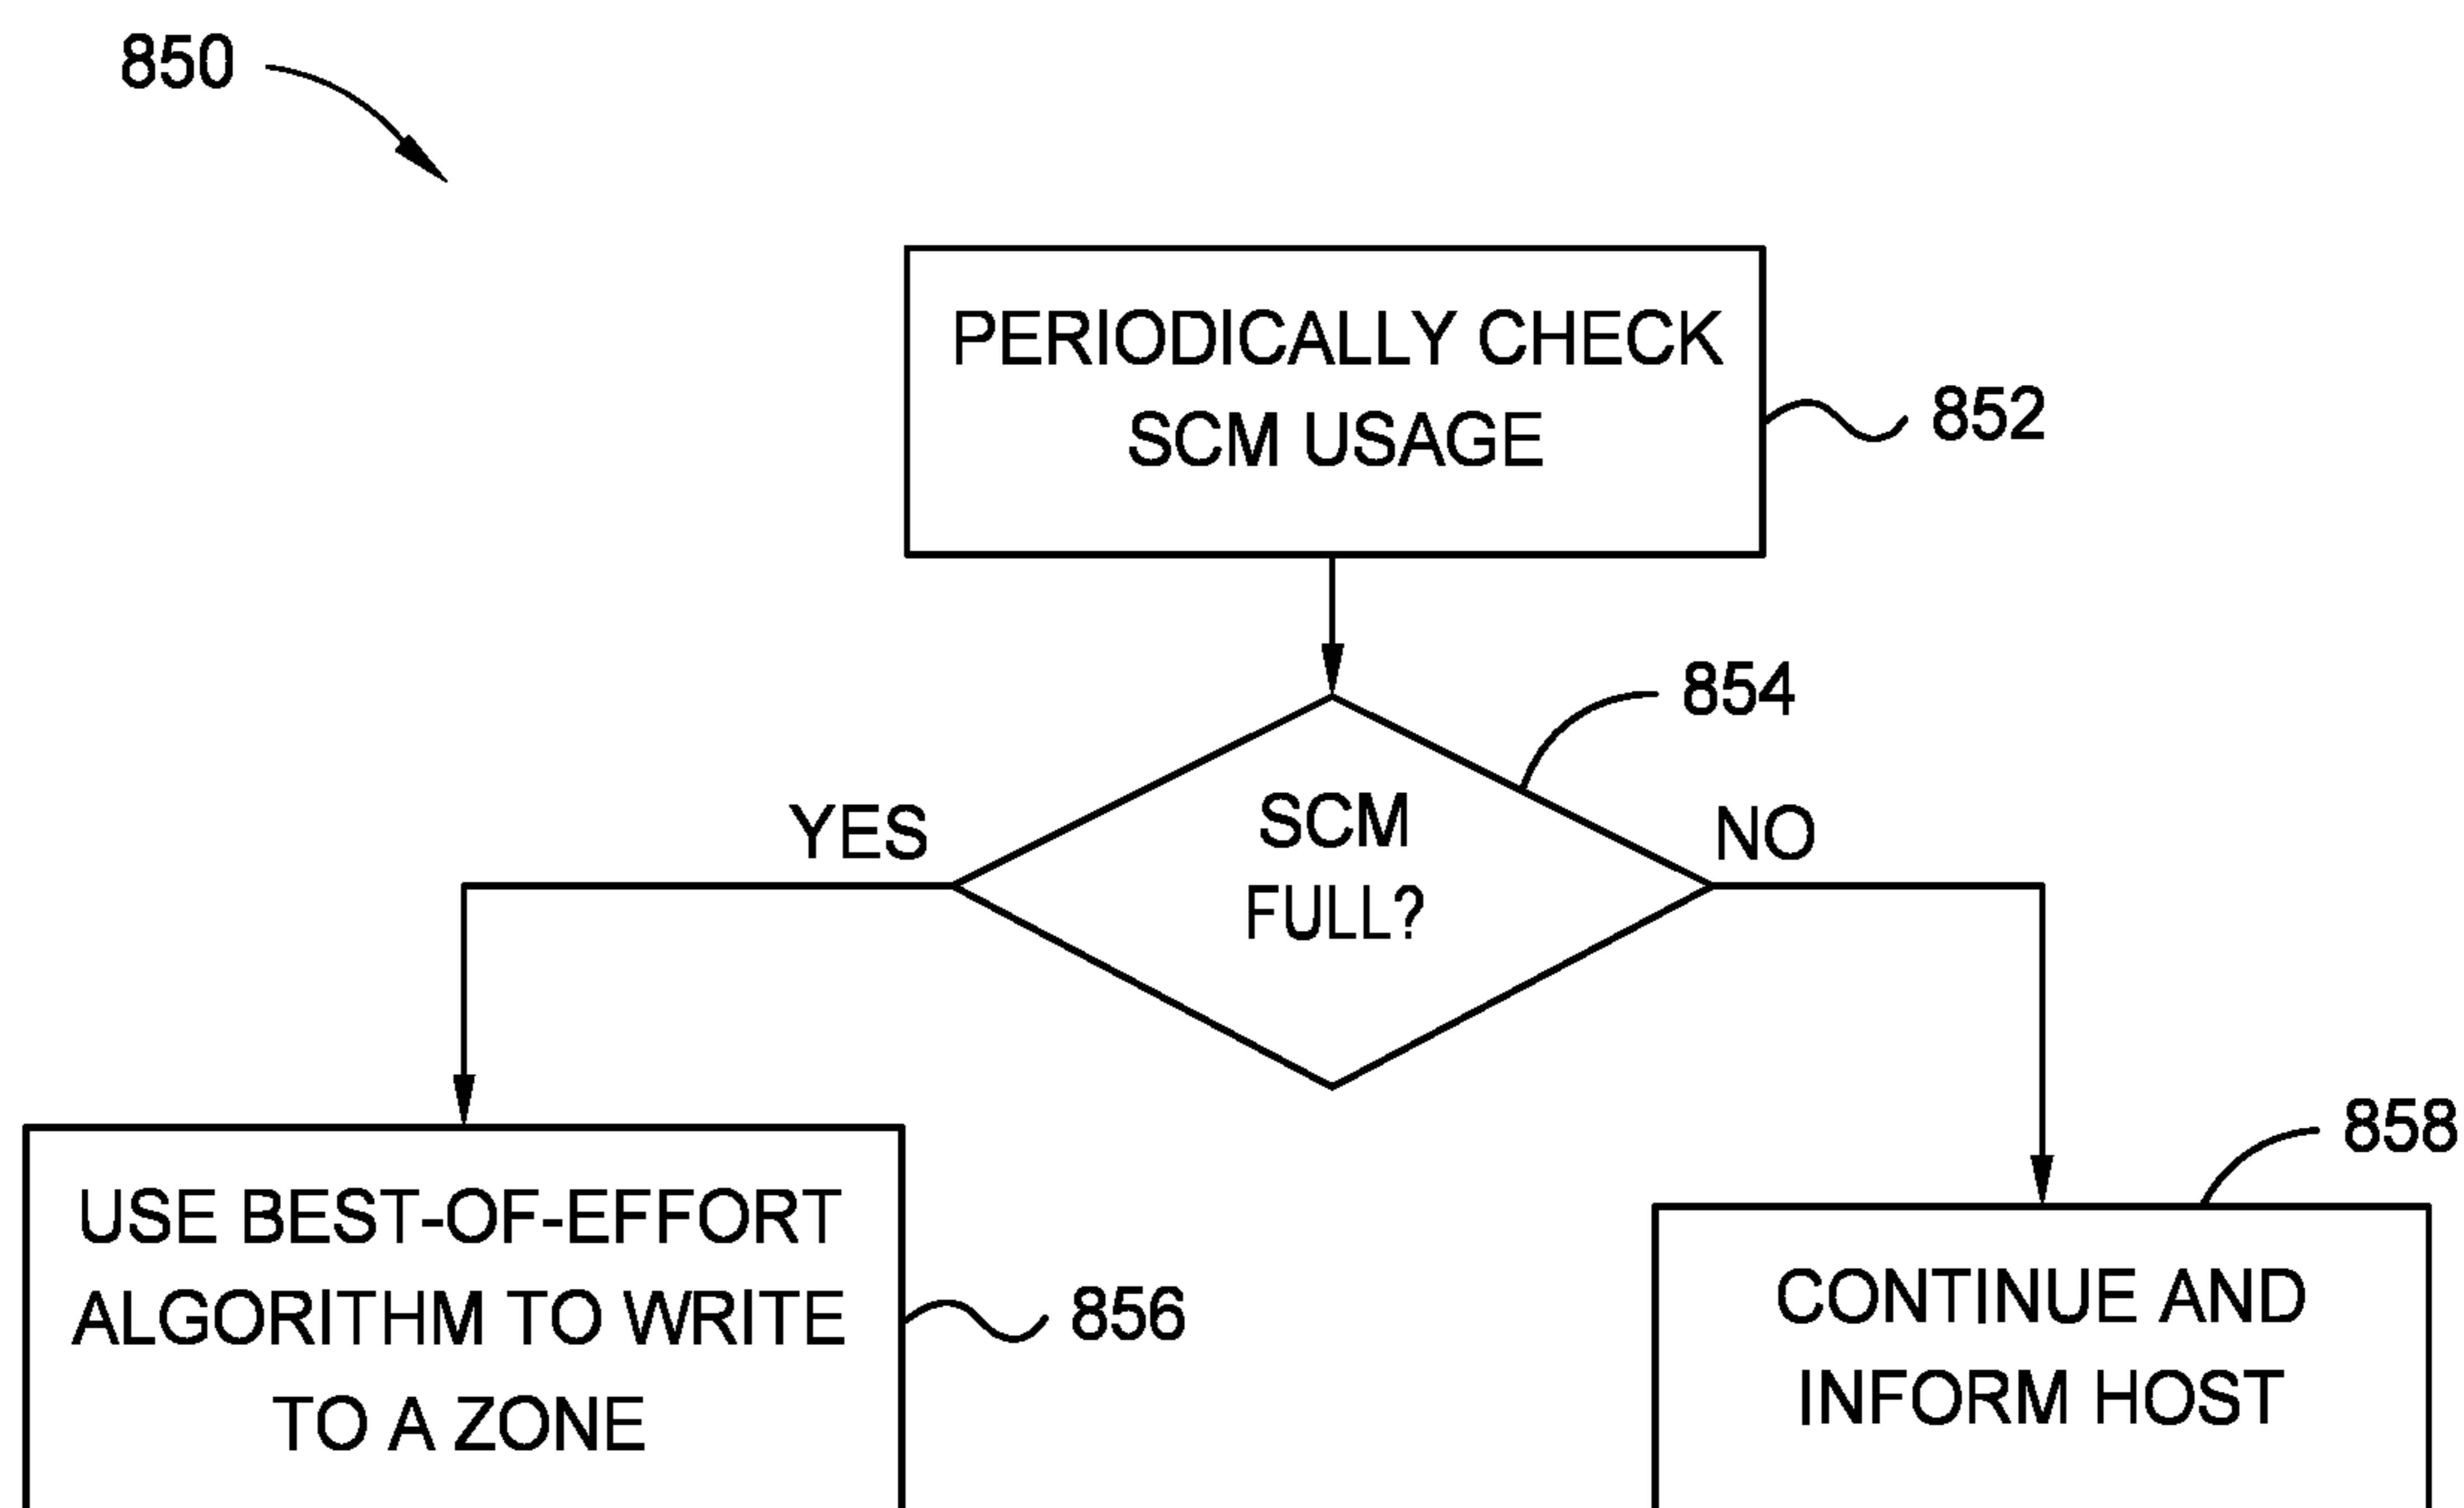 850
PERIODICALLY CHECK
SCM USAGE
852
854
YES
SCM
FULL?
NO
858
USE BEST-OF-EFFORT
ALGORITHM TO WRITE
TO A ZONE
856
CONTINUE AND
INFORM HOST